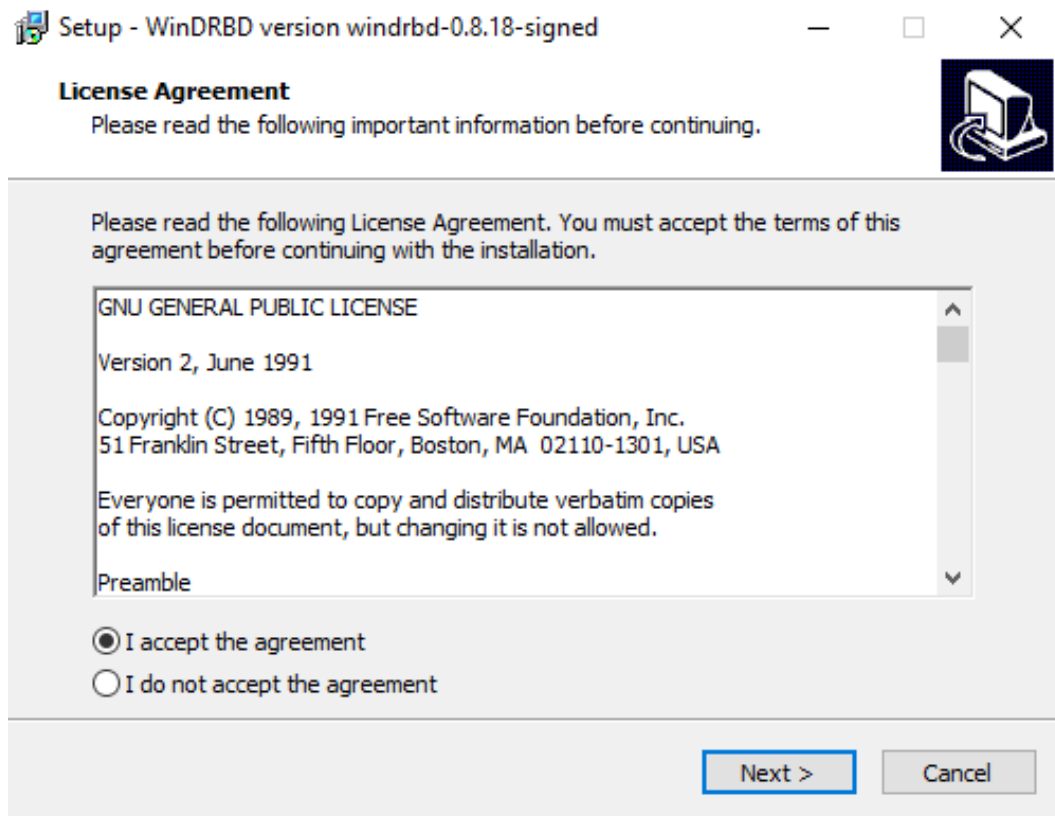 Setup - WinDRBD version windrbd-0.8.18-signed
License Agreement
Please read the following important information before continuing.
Please read the following License Agreement. You must accept the terms of this
agreement before continuing with the installation.
GNU GENERAL PUBLIC LICENSE
Version 2, June 1991
Copyright (C) 1989, 1991 Free Software Foundation, Inc.
51 Franklin Street, Fifth Floor, Boston, MA  02110-1301, USA
Everyone is permitted to copy and distribute verbatim copies
of this license document, but changing it is not allowed.
Preamble
I accept the agreement
I do not accept the agreement
Next >
Cancel